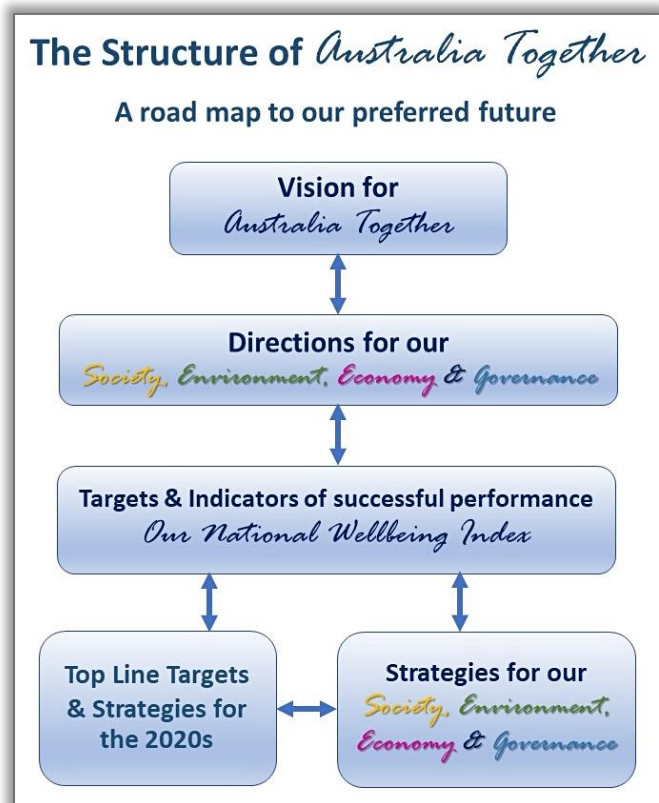 The Structure of Australia Together
A road map to our preferred future
Vision for
Australia Together
Directions for our
Society, Environment, Economy & Governance
Targets & Indicators of successful performance
Our National Wellbeing Index
Top Line Targets
& Strategies for
the 2020s
Strategies for our
Society, Environment,
Economy & Governance